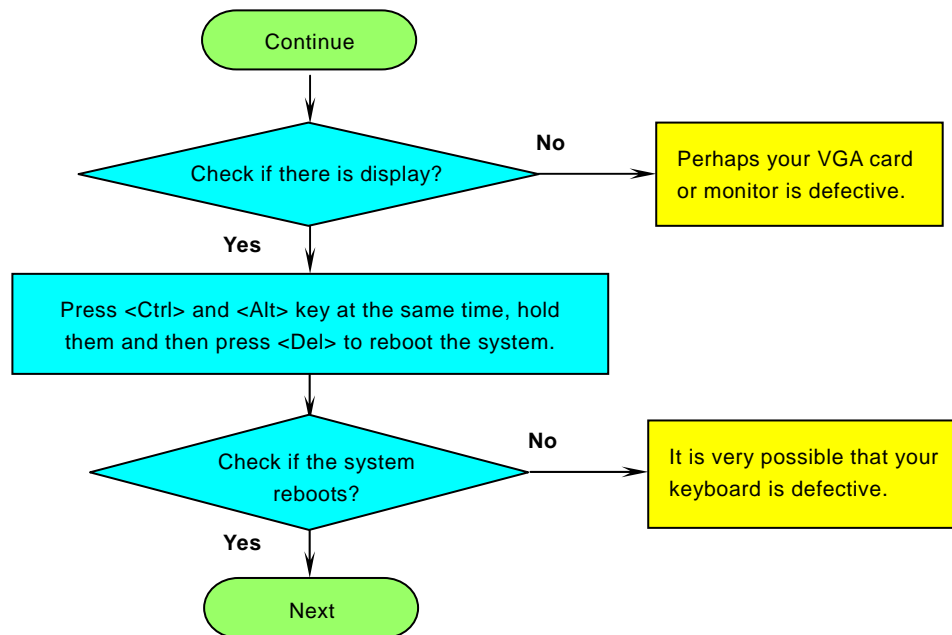 Continue
Check if there is display?
No
Perhaps your VGA card
or monitor is defective.
Yes
Press <Ctrl> and <Alt> key at the same time, hold
them and then press <Del> to reboot the system.
Check if the system
reboots?
No
It is very possible that your
keyboard is defective.
Yes
Next